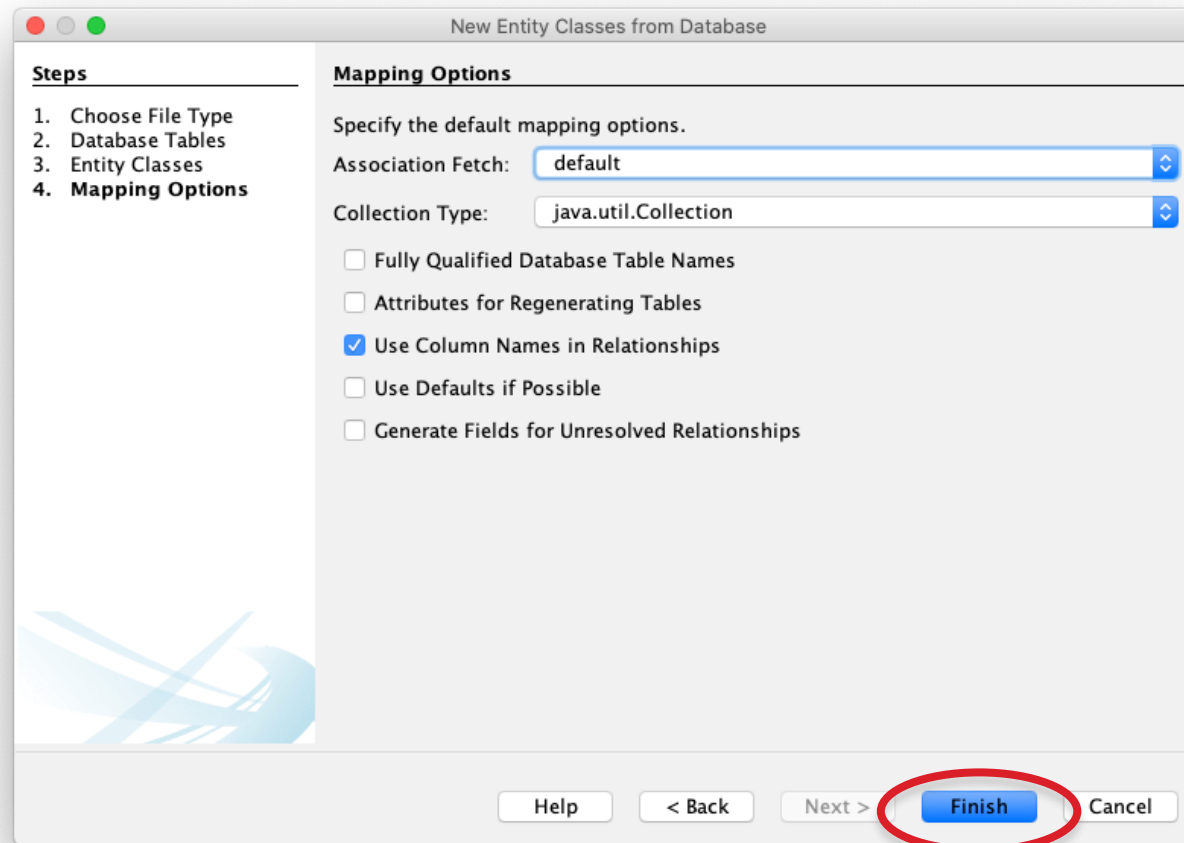 New Entity Classes from Database
Steps
1. Choose File Type
2. Database Tables
3. Entity Classes
4. Mapping Options
Mapping Options
Specify the default mapping options.
Association Fetch: default
Collection Type: java.util.Collection
Fully Qualified Database Table Names
Attributes for Regenerating Tables
Use Column Names in Relationships
Use Defaults if Possible
Generate Fields for Unresolved Relationships
Help < Back Next > Finish Cancel